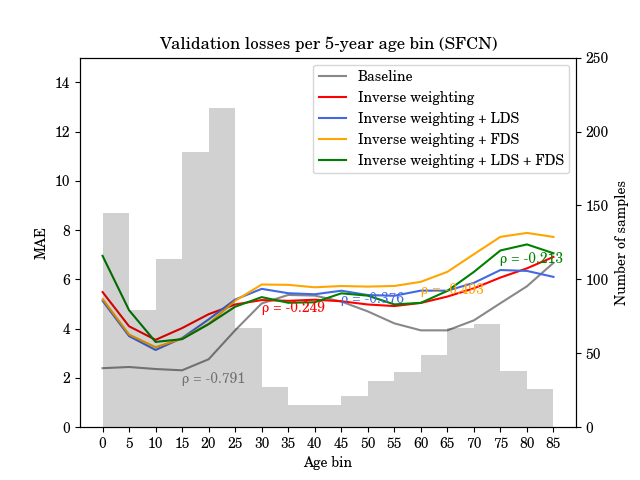 Validation losses per 5-year age bin (SFCN)
Baseline
Inverse weighting
Inverse weighting + LDS
Inverse weighting + FDS
Inverse weighting + LDS + FDS
MAE
14
12
10
8
6
4
2
0
250
200
150
100
50
0
Number of samples
ρ = -0.213
ρ = -0.376
ρ = -0.249
ρ = -0.791
0 5 10 15 20 25 30 35 40 45 50 55 60 65 70 75 80 85
Age bin